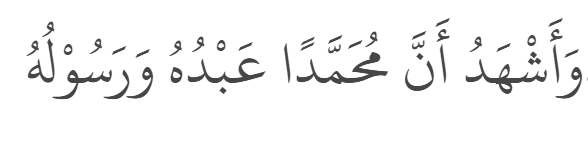 وَأَشْهَدُ أَنَّ مُحَمَّدًا عَبْدُهُ وَرَسُوْلُهُ